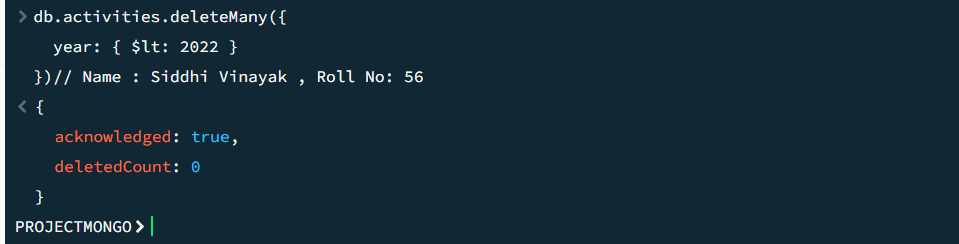 > db.activities.deleteMany({
year: { $lt: 2022 }
})// Name : Siddhi Vinayak , Roll No: 56
< {
acknowledged: true,
deletedCount: 0
}
PROJECTMONGO>